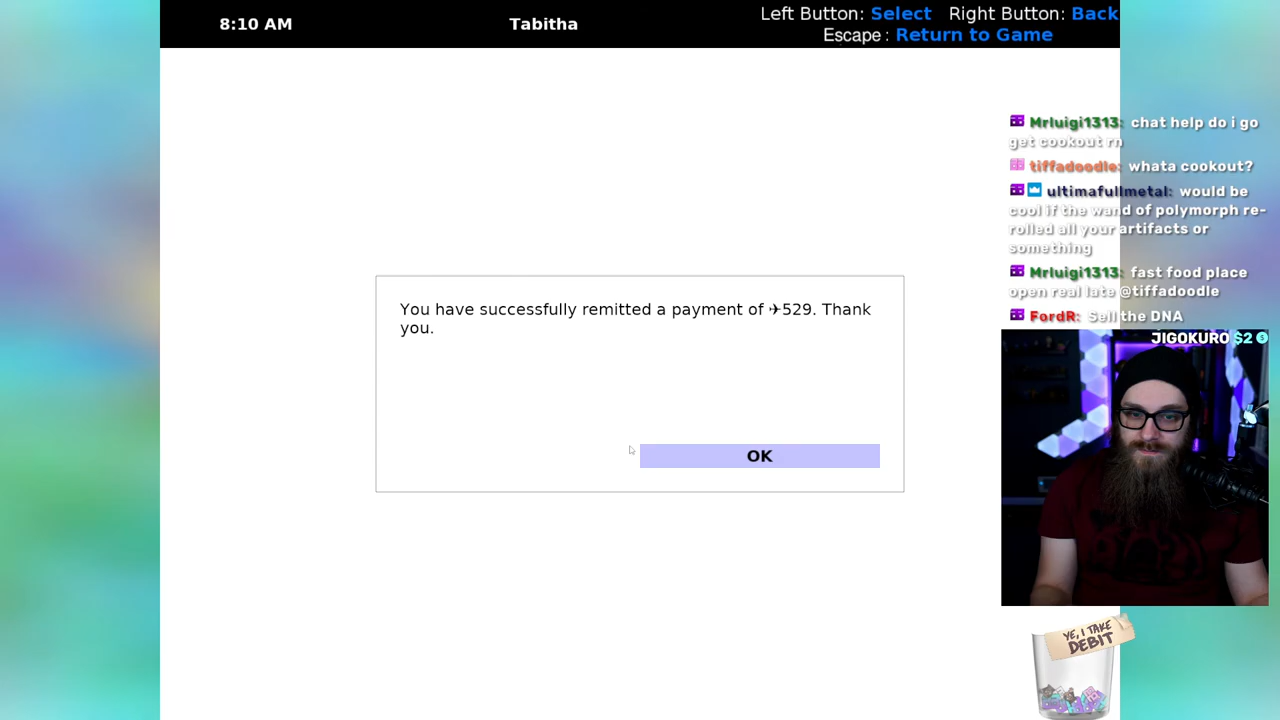 8:10 AM
Tabitha
Left Button: Select Right Button: Back
Escape : Return to Game
Mrluigi1313: chat help do i go
get cookout rn
tiffadoodle: whata cookout?
ultimafullmetal: would be
cool if the wand of polymorph re-
rolled all your artifacts or
something
Mrluigi1313: fast food place
open real late @tiffadoodle
FordR: Sell the DNA
JIGOKURO $2
You have successfully remitted a payment of ✈529. Thank
you.
OK
YE, I TAKE
DEBIT